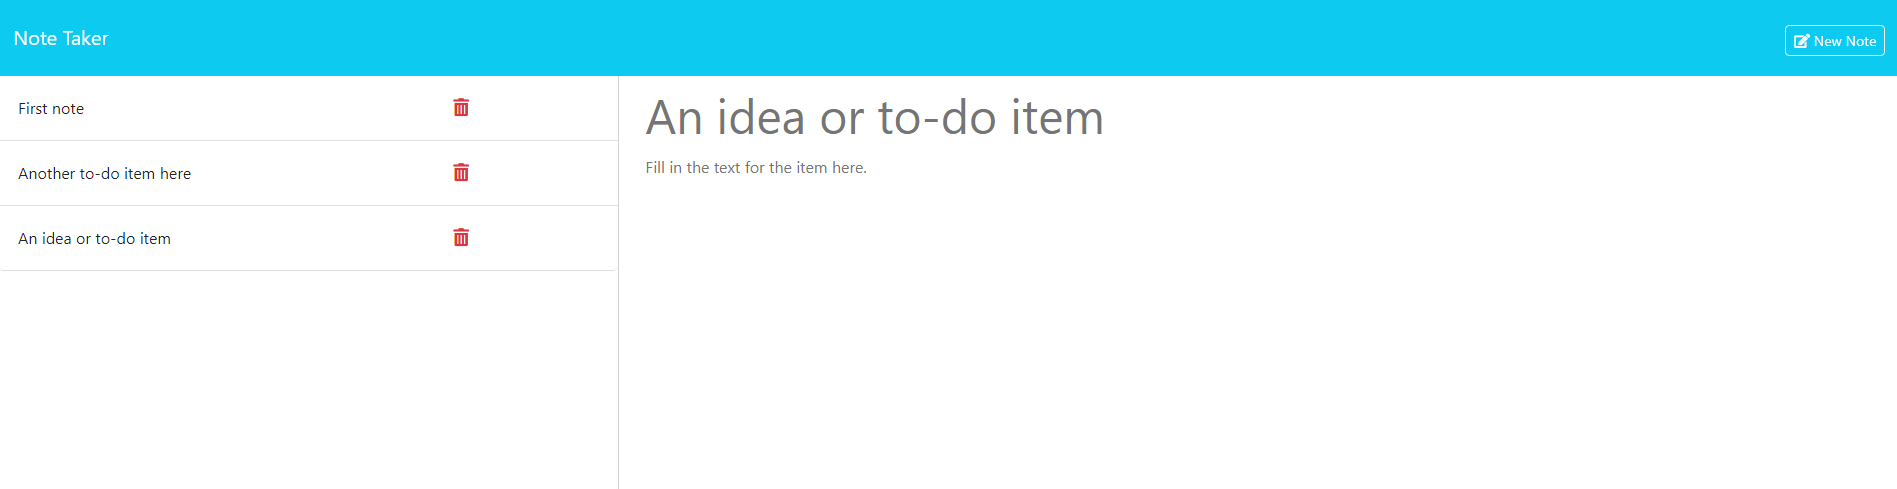 Note Taker
New Note
First note
Another to-do item here
An idea or to-do item
An idea or to-do item
Fill in the text for the item here.